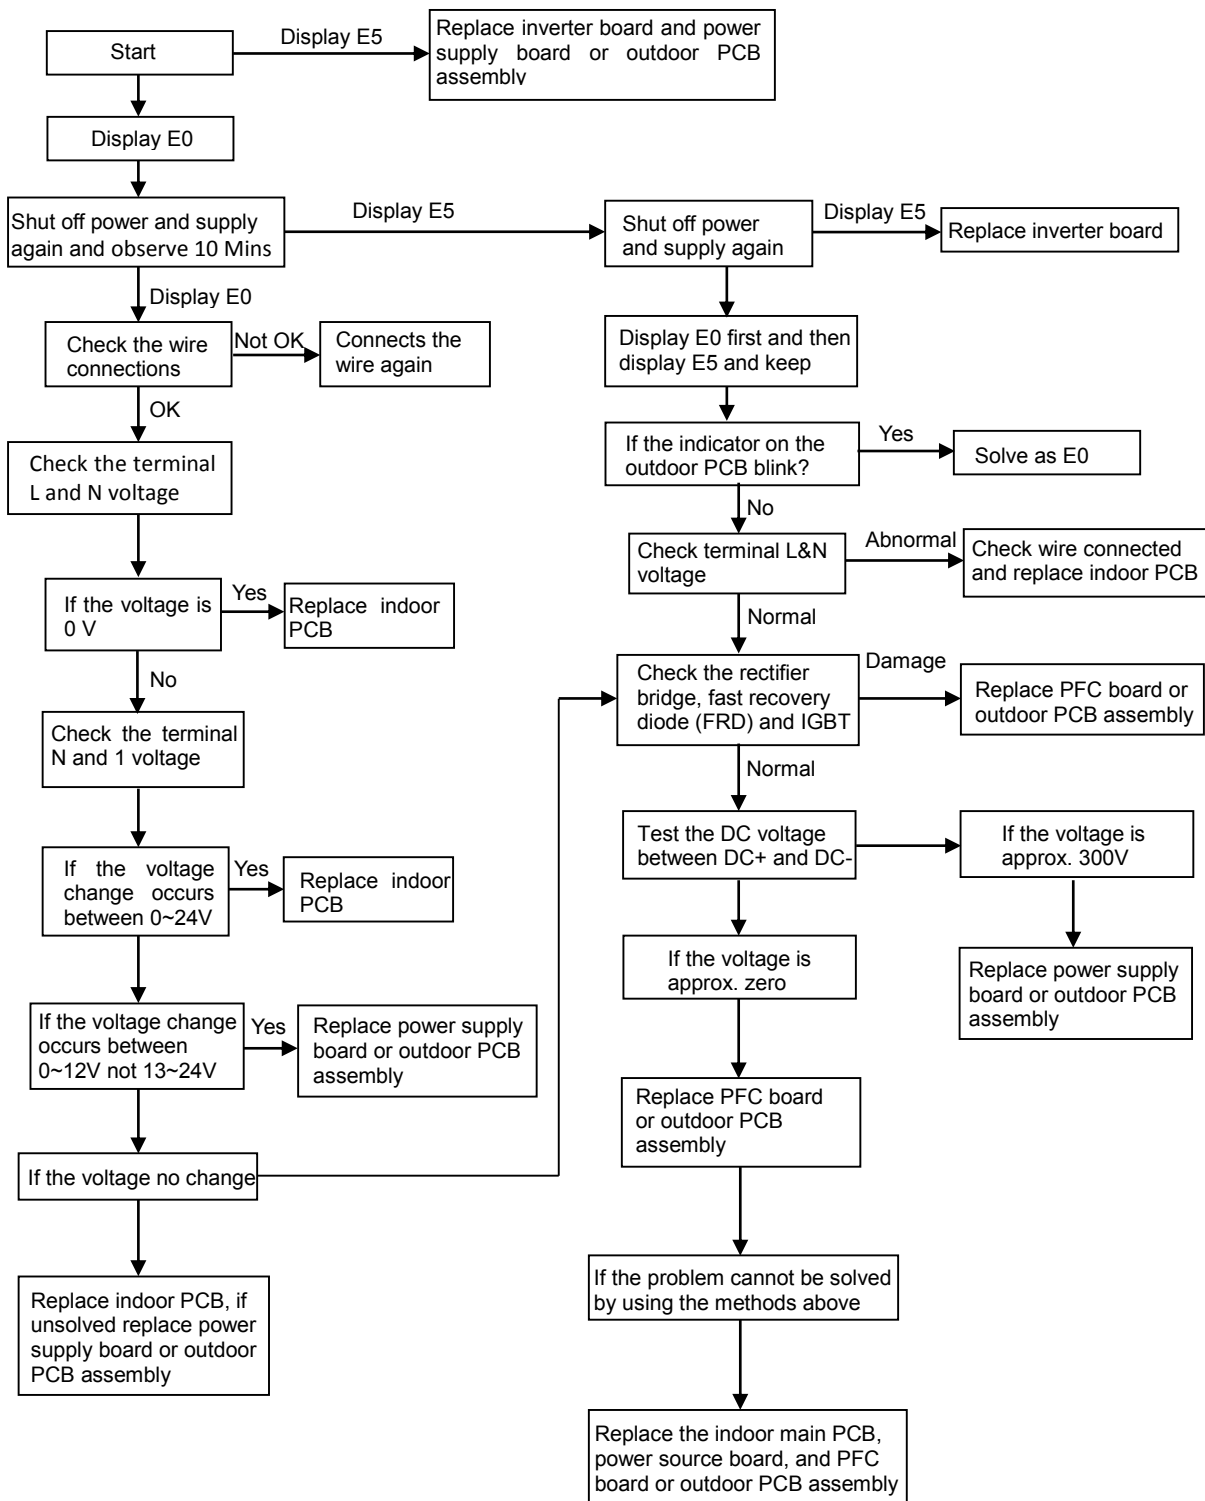 Start
Display E5
Replace inverter board and power
supply board or outdoor PCB
assembly
Display E0
Shut off power and supply
again and observe 10 Mins
Display E5
Shut off power
and supply again
Display E5
Replace inverter board
Display E0
Check the wire
connections
Not OK
Connects the
wire again
OK
Check the terminal
L and N voltage
If the voltage is
0 V
Yes
Replace indoor
PCB
No
Check the terminal
N and 1 voltage
If the voltage
change occurs
between 0~24V
Yes
Replace indoor
PCB
If the voltage change
occurs between
0~12V not 13~24V
Yes
Replace power supply
board or outdoor PCB
assembly
If the voltage no change
Replace indoor PCB, if
unsolved replace power
supply board or outdoor
PCB assembly
Display E0 first and then
display E5 and keep
If the indicator on the
outdoor PCB blink?
Yes
Solve as E0
No
Check terminal L&N
voltage
Abnormal
Check wire connected
and replace indoor PCB
Normal
Check the rectifier
bridge, fast recovery
diode (FRD) and IGBT
Damage
Replace PFC board or
outdoor PCB assembly
Normal
Test the DC voltage
between DC+ and DC-
If the voltage is
approx. 300V
Replace power supply
board or outdoor PCB
assembly
If the voltage is
approx. zero
Replace PFC board
or outdoor PCB
assembly
If the problem cannot be solved
by using the methods above
Replace the indoor main PCB,
power source board, and PFC
board or outdoor PCB assembly